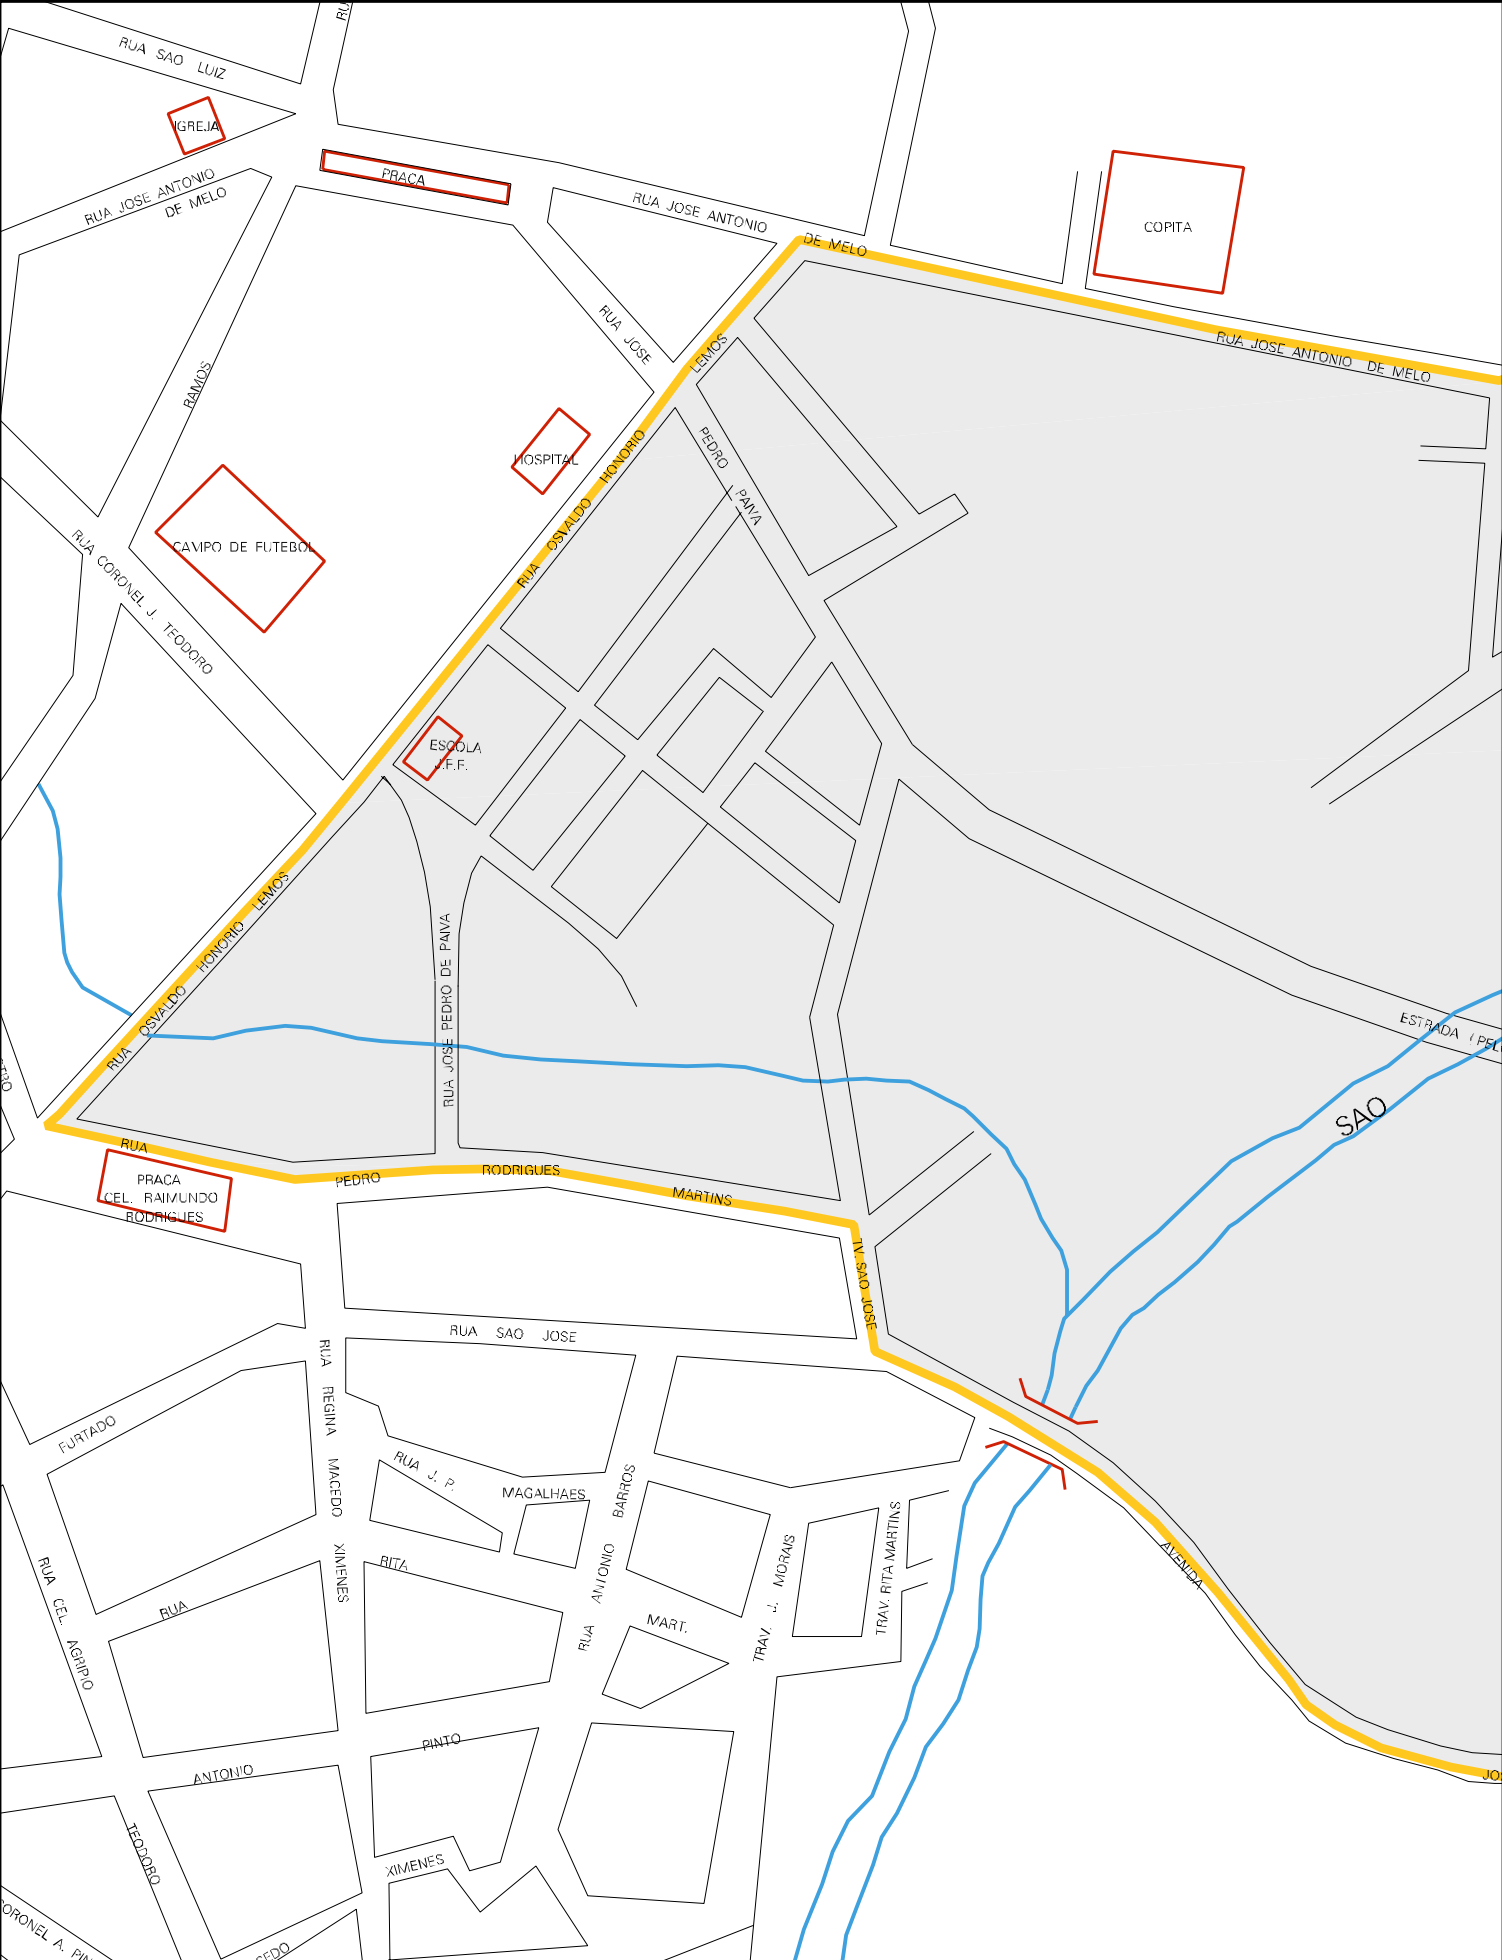 RUA SAO LUIZ
IGREJA
PRACA
RUA JOSE ANTONIO
DE MELO
RUA JOSE ANTONIO
DE MELO
COPITA
RUA JOSE ANTONIO DE MELO
RUA JOSE
LEMOS
RAMOS
HOSPITAL
HONORIO
OSVALDO
RUA
PEDRO
PAIVA
CAMPO DE FUTEBOL
RUA CORONEL J. TEODORO
ESCOLA
J.F.F.
LEMOS
HONORIO
OSVALDO
RUA
RUA JOSE PEDRO DE PAIVA
ESTRADA
SAO
RUA
PEDRO
RODRIGUES
MARTINS
PRACA
CEL. RAIMUNDO
RODRIGUES
TV. SAO JOSE
RUA SAO JOSE
FURTADO
RUA REGINA MACEDO XIMENES
RUA J. P.
MAGALHAES
RUA ANTONIO BARROS
RITA
RUA
MART.
TRAV. J. MORAIS
TRAV. RITA MARTINS
AVENIDA
RUA CEL. AGRIPIO
PINTO
ANTONIO
TEODORO
XIMENES